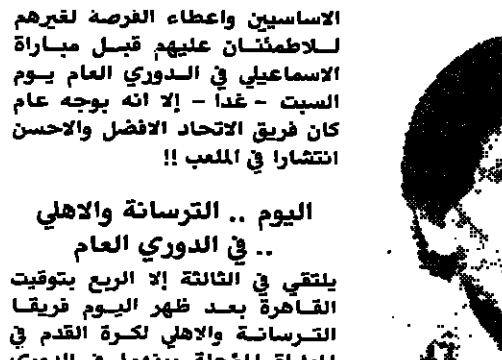 الاساسيين واعطاء الفرصة لغيرهم
للاطمئنان عليهم قبل مباراة
الاسماعيلي في الدوري العام يوم
السبت - غدا - إلا انه بوجه عام
كان فريق الاتحاد الافضل والاحسن
انتشارا في الملعب !!
اليوم .. الترسانة والاهلي
.. في الدوري العام
يلتقي في الثالثة إلا الربع بتوقيت
القاهرة بعد ظهر اليوم فريقا
الترسانة والاهلي لكرة القدم في